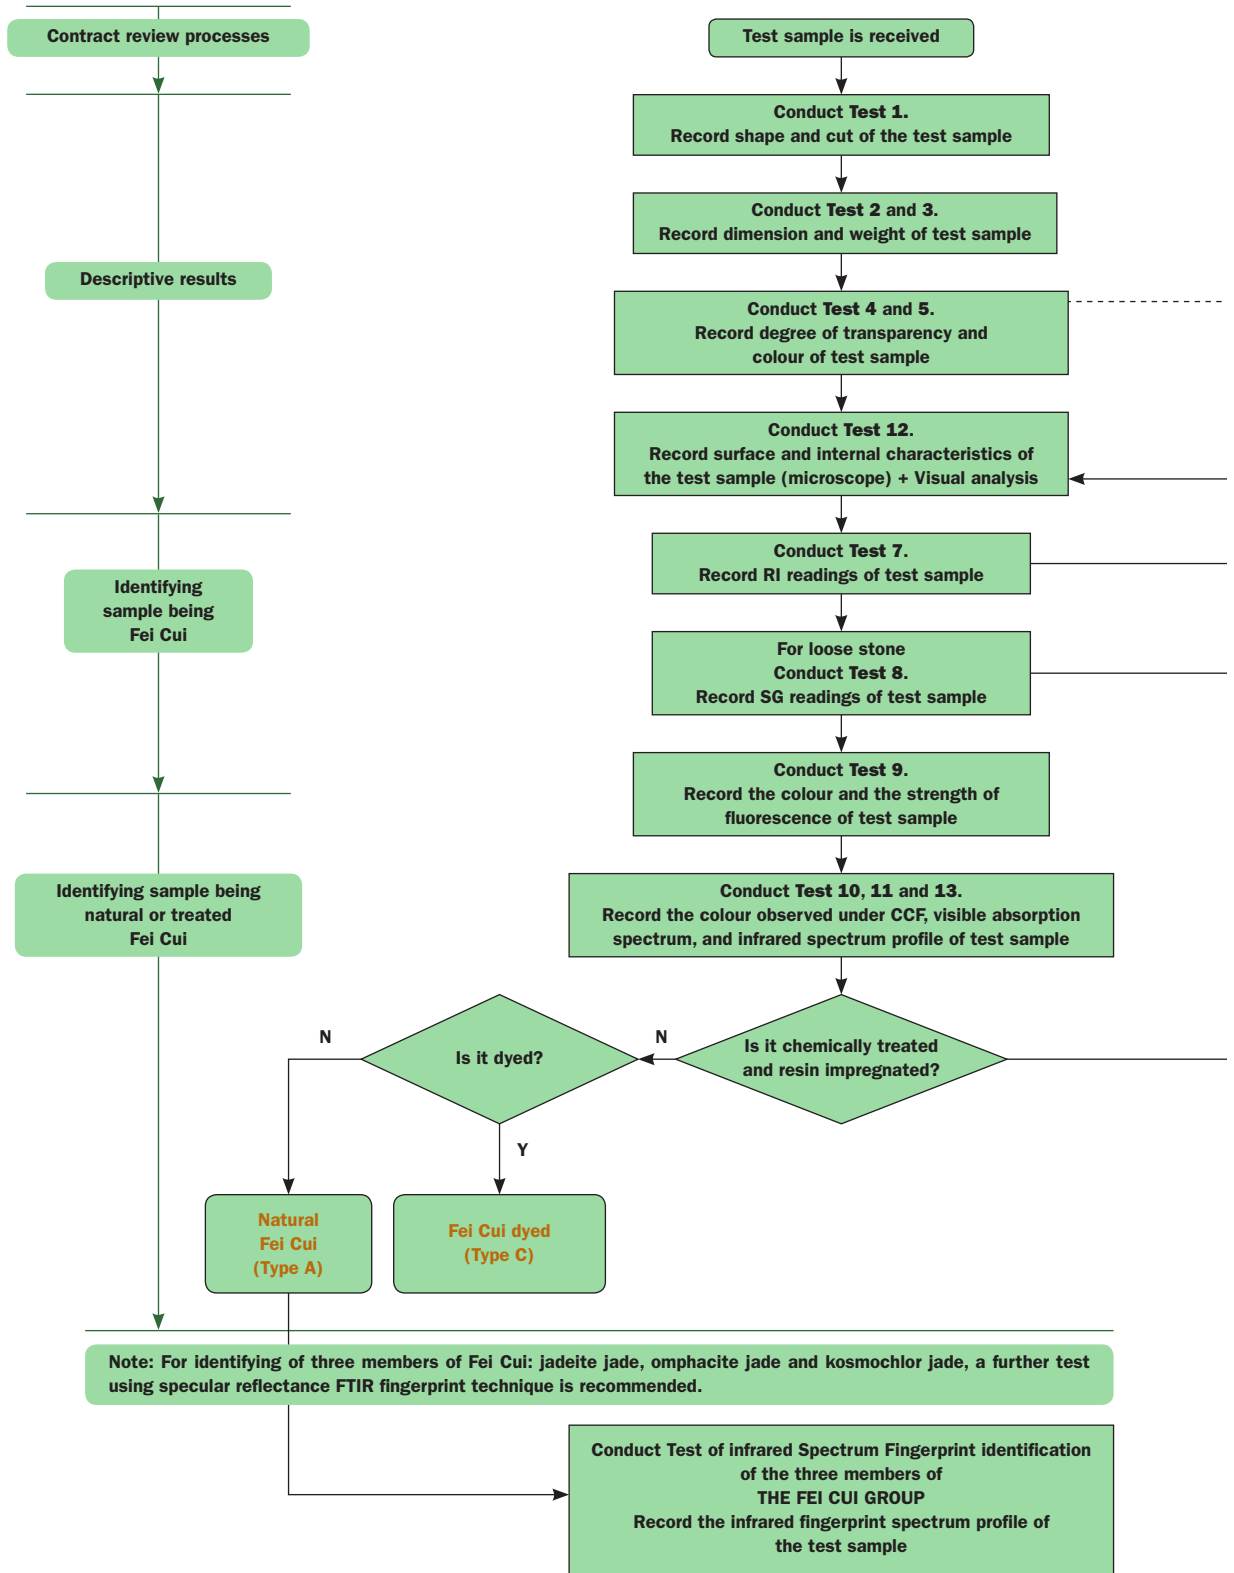 Contract review processes
Test sample is received
Conduct Test 1.
Record shape and cut of the test sample
Conduct Test 2 and 3.
Record dimension and weight of test sample
Descriptive results
Conduct Test 4 and 5.
Record degree of transparency and
colour of test sample
Conduct Test 12.
Record surface and internal characteristics of
the test sample (microscope) + Visual analysis
Identifying
sample being
Fei Cui
Conduct Test 7.
Record RI readings of test sample
For loose stone
Conduct Test 8.
Record SG readings of test sample
Conduct Test 9.
Record the colour and the strength of
fluorescence of test sample
Identifying sample being
natural or treated
Fei Cui
Conduct Test 10, 11 and 13.
Record the colour observed under CCF, visible absorption
spectrum, and infrared spectrum profile of test sample
Is it chemically treated
and resin impregnated?
N
Is it dyed?
N
Y
Natural
Fei Cui
(Type A)
Fei Cui dyed
(Type C)
Note: For identifying of three members of Fei Cui: jadeite jade, omphacite jade and kosmochlor jade, a further test
using specular reflectance FTIR fingerprint technique is recommended.
Conduct Test of infrared Spectrum Fingerprint identification
of the three members of
THE FEI CUI GROUP
Record the infrared fingerprint spectrum profile of
the test sample